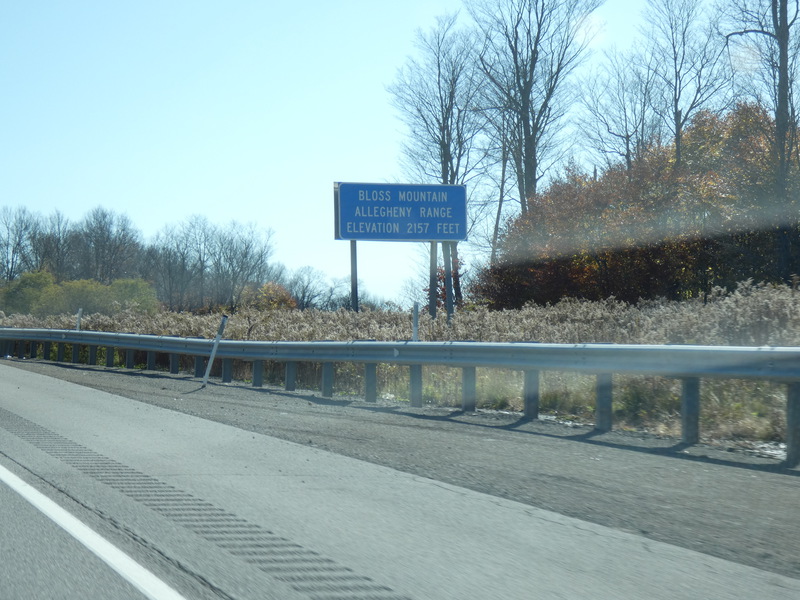 BLOSS MOUNTAIN
ALLEGHENY RANGE
ELEVATION 2157 FEET